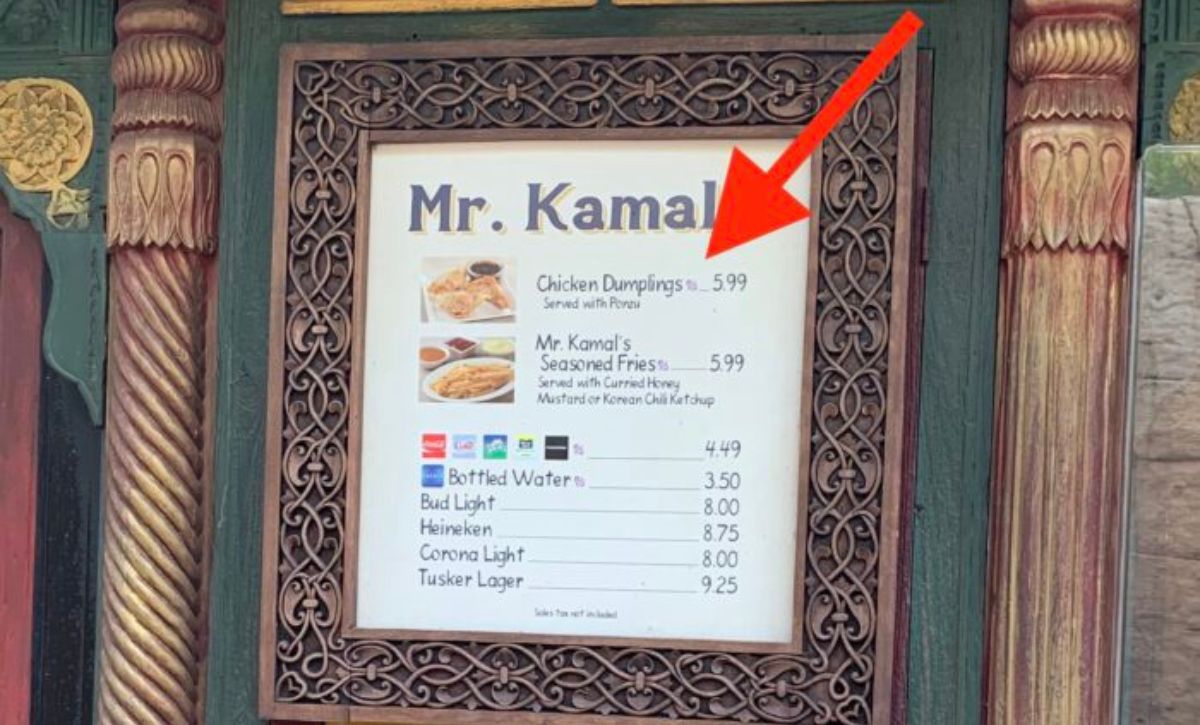 Mr. Kamal
Chicken Dumplings 5.99
Served with Ponzu
Mr. Kamal's
Seasoned Fries 5.99
Served with Curried Honey
Mustard or Korean Chili Ketchup
4.49
Bottled Water 3.50
Bud Light 8.00
Heineken 8.75
Corona Light 8.00
Tusker Lager 9.25
Sales tax not included